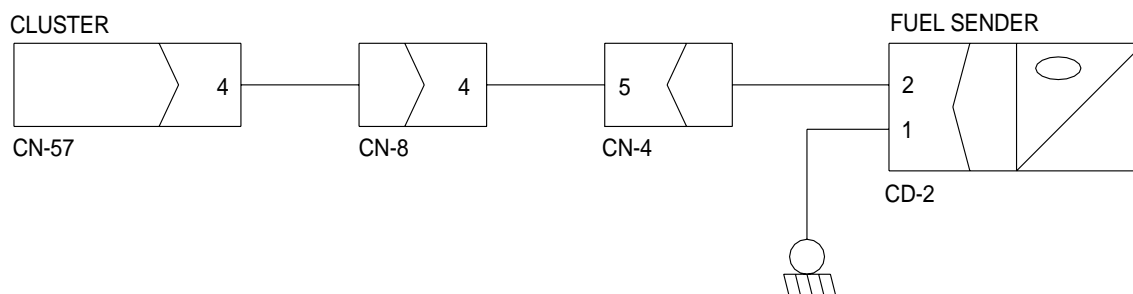 CLUSTER
FUEL SENDER
4
4
5
2
1
CN-57
CN-8
CN-4
CD-2